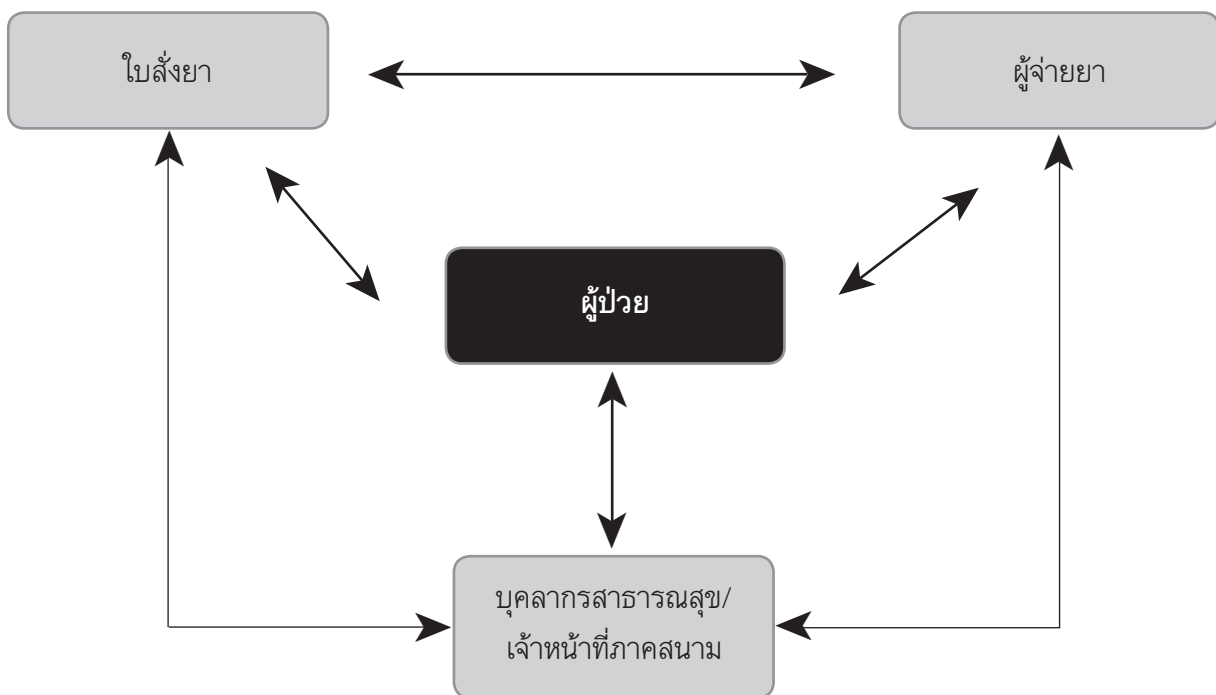 ใบสั่งยา
ผู้จ่ายยา
ผู้ป่วย
บุคลากรสาธารณสุข/
เจ้าหน้าที่ภาคสนาม